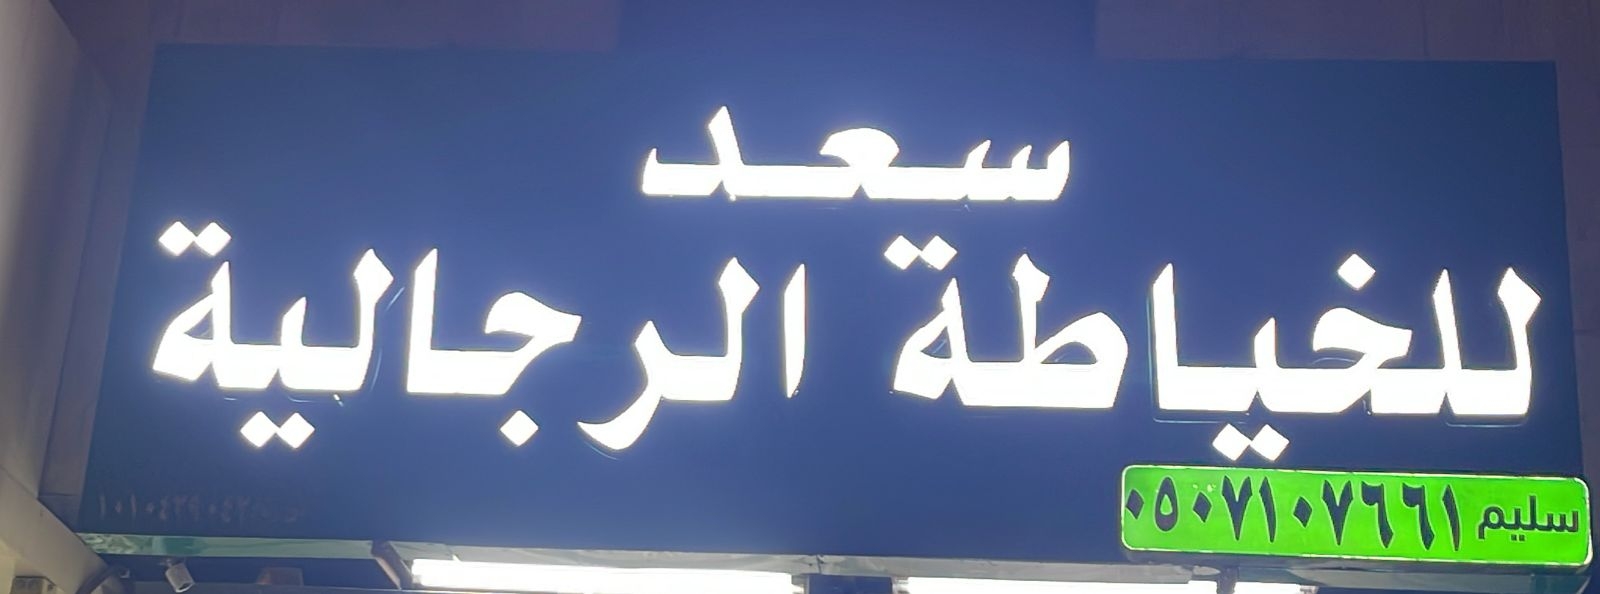 سعد
للخياطة الرجالية
سليم ٠٥٠٧١٠٧٦٦١